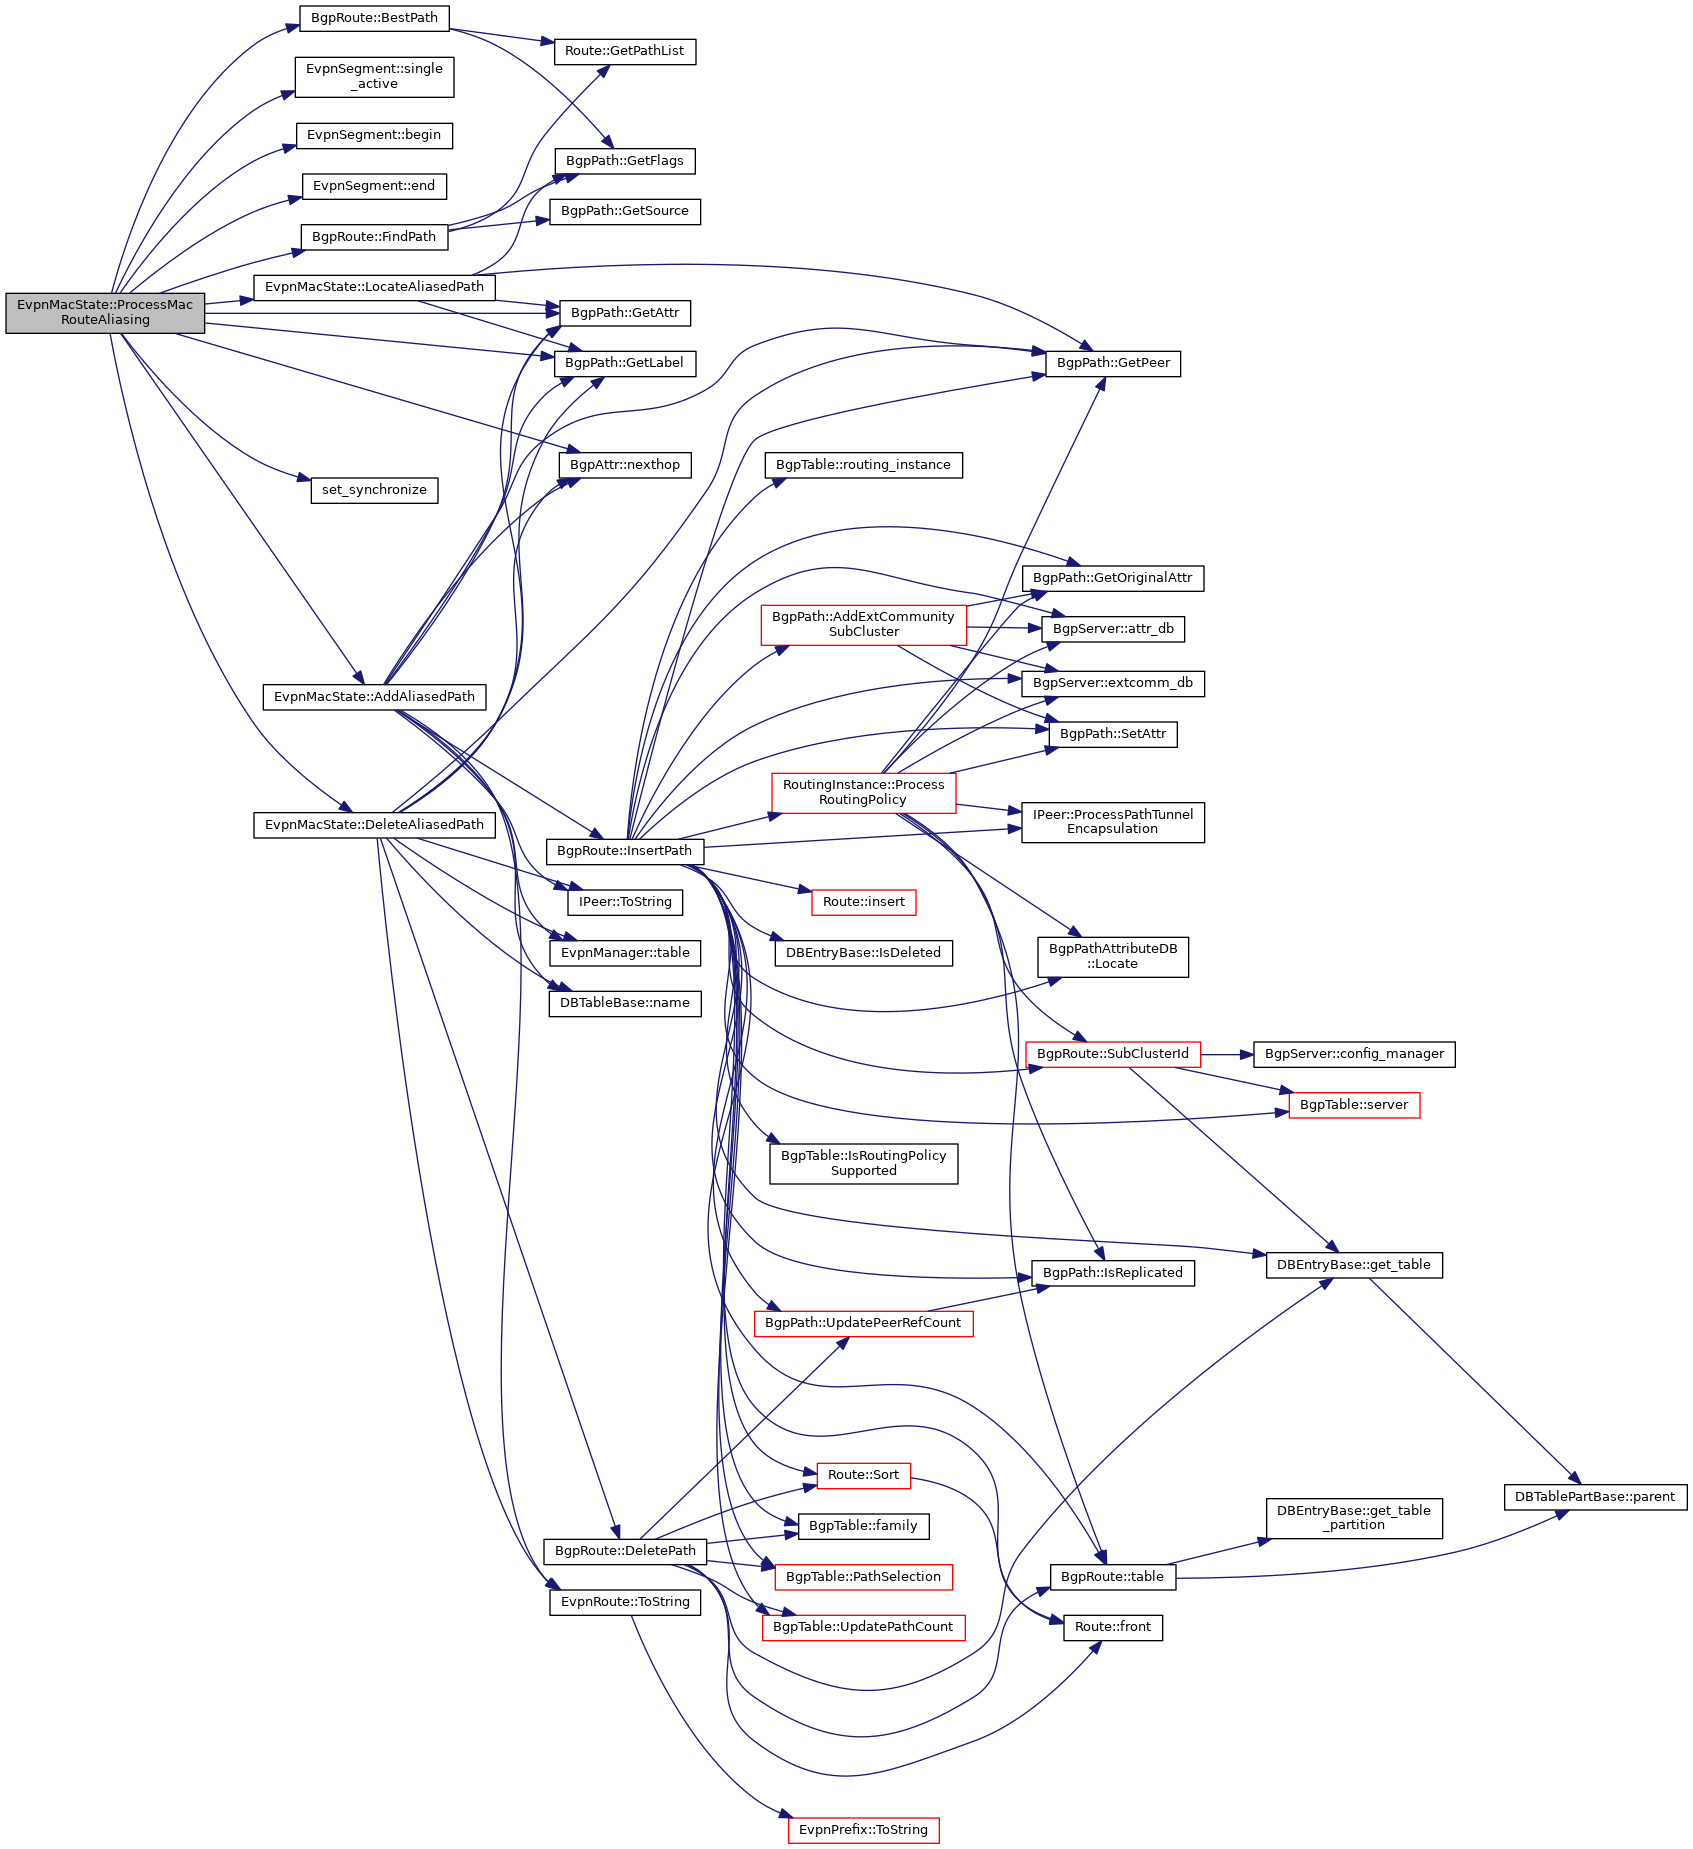 BgpRoute::BestPath
Route::GetPathList
EvpnSegment::single
_active
EvpnSegment::begin
BgpPath::GetFlags
EvpnSegment::end
BgpPath::GetSource
BgpRoute::FindPath
EvpnMacState::LocateAliasedPath
EvpnMacState::ProcessMac
RouteAliasing
BgpPath::GetAttr
BgpPath::GetLabel
BgpPath::GetPeer
BgpAttr::nexthop
BgpTable::routing_instance
set_synchronize
BgpPath::GetOriginalAttr
BgpPath::AddExtCommunity
SubCluster
BgpServer::attr_db
BgpServer::extcomm_db
EvpnMacState::AddAliasedPath
BgpPath::SetAttr
RoutingInstance::Process
RoutingPolicy
IPeer::ProcessPathTunnel
Encapsulation
EvpnMacState::DeleteAliasedPath
BgpRoute::InsertPath
IPeer::ToString
Route::insert
EvpnManager::table
DBEntryBase::IsDeleted
BgpPathAttributeDB
::Locate
DBTableBase::name
BgpRoute::SubClusterId
BgpServer::config_manager
BgpTable::server
BgpTable::IsRoutingPolicy
Supported
DBEntryBase::get_table
BgpPath::IsReplicated
BgpPath::UpdatePeerRefCount
Route::Sort
DBTablePartBase::parent
BgpTable::family
DBEntryBase::get_table
_partition
BgpRoute::DeletePath
BgpTable::PathSelection
BgpRoute::table
EvpnRoute::ToString
BgpTable::UpdatePathCount
Route::front
EvpnPrefix::ToString